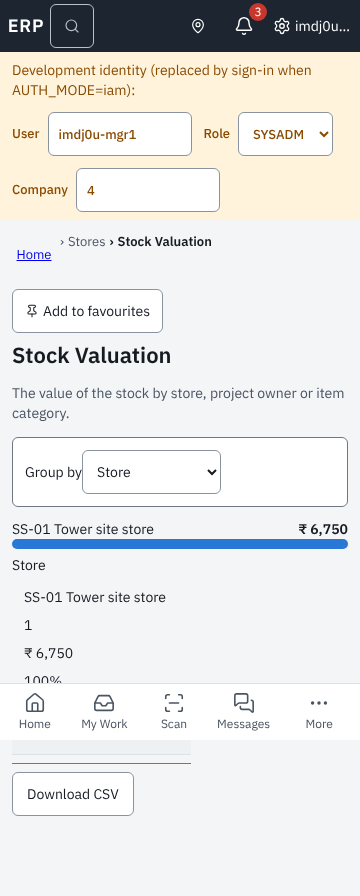 ERP
3
imdj0u...
Development identity (replaced by sign-in when
AUTH_MODE=iam):
User
imdj0u-mgr1
Role
SYSADM
Company
4
Home
› Stores › Stock Valuation
Add to favourites
Stock Valuation
The value of the stock by store, project owner or item
category.
Group by
Store
SS-01 Tower site store
₹ 6,750
Store
SS-01 Tower site store
1
₹ 6,750
100%
Home
My Work
Scan
Messages
More
Download CSV